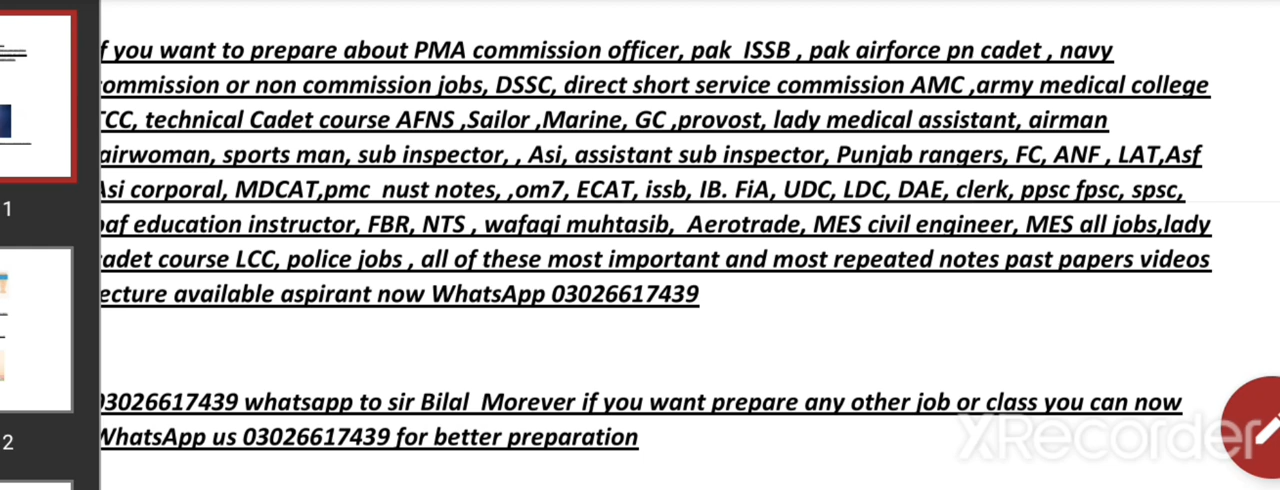 f you want to prepare about PMA commission officer, pak ISSB , pak airforce pn cadet , navy
ommission or non commission jobs, DSSC, direct short service commission AMC ,army medical college
TCC, technical Cadet course AFNS ,Sailor ,Marine, GC ,provost, lady medical assistant, airman
airwoman, sports man, sub inspector, , Asi, assistant sub inspector, Punjab rangers, FC, ANF , LAT,Asf
Asi corporal, MDCAT,pmc nust notes, ,om7, ECAT, issb, IB. FiA, UDC, LDC, DAE, clerk, ppsc fpsc, spsc,
paf education instructor, FBR, NTS , wafaqi muhtasib, Aerotrade, MES civil engineer, MES all jobs,lady
cadet course LCC, police jobs , all of these most important and most repeated notes past papers videos
ecture available aspirant now WhatsApp 03026617439
03026617439 whatsapp to sir Bilal Morever if you want prepare any other job or class you can now
WhatsApp us 03026617439 for better preparation
XRecorder
1
2